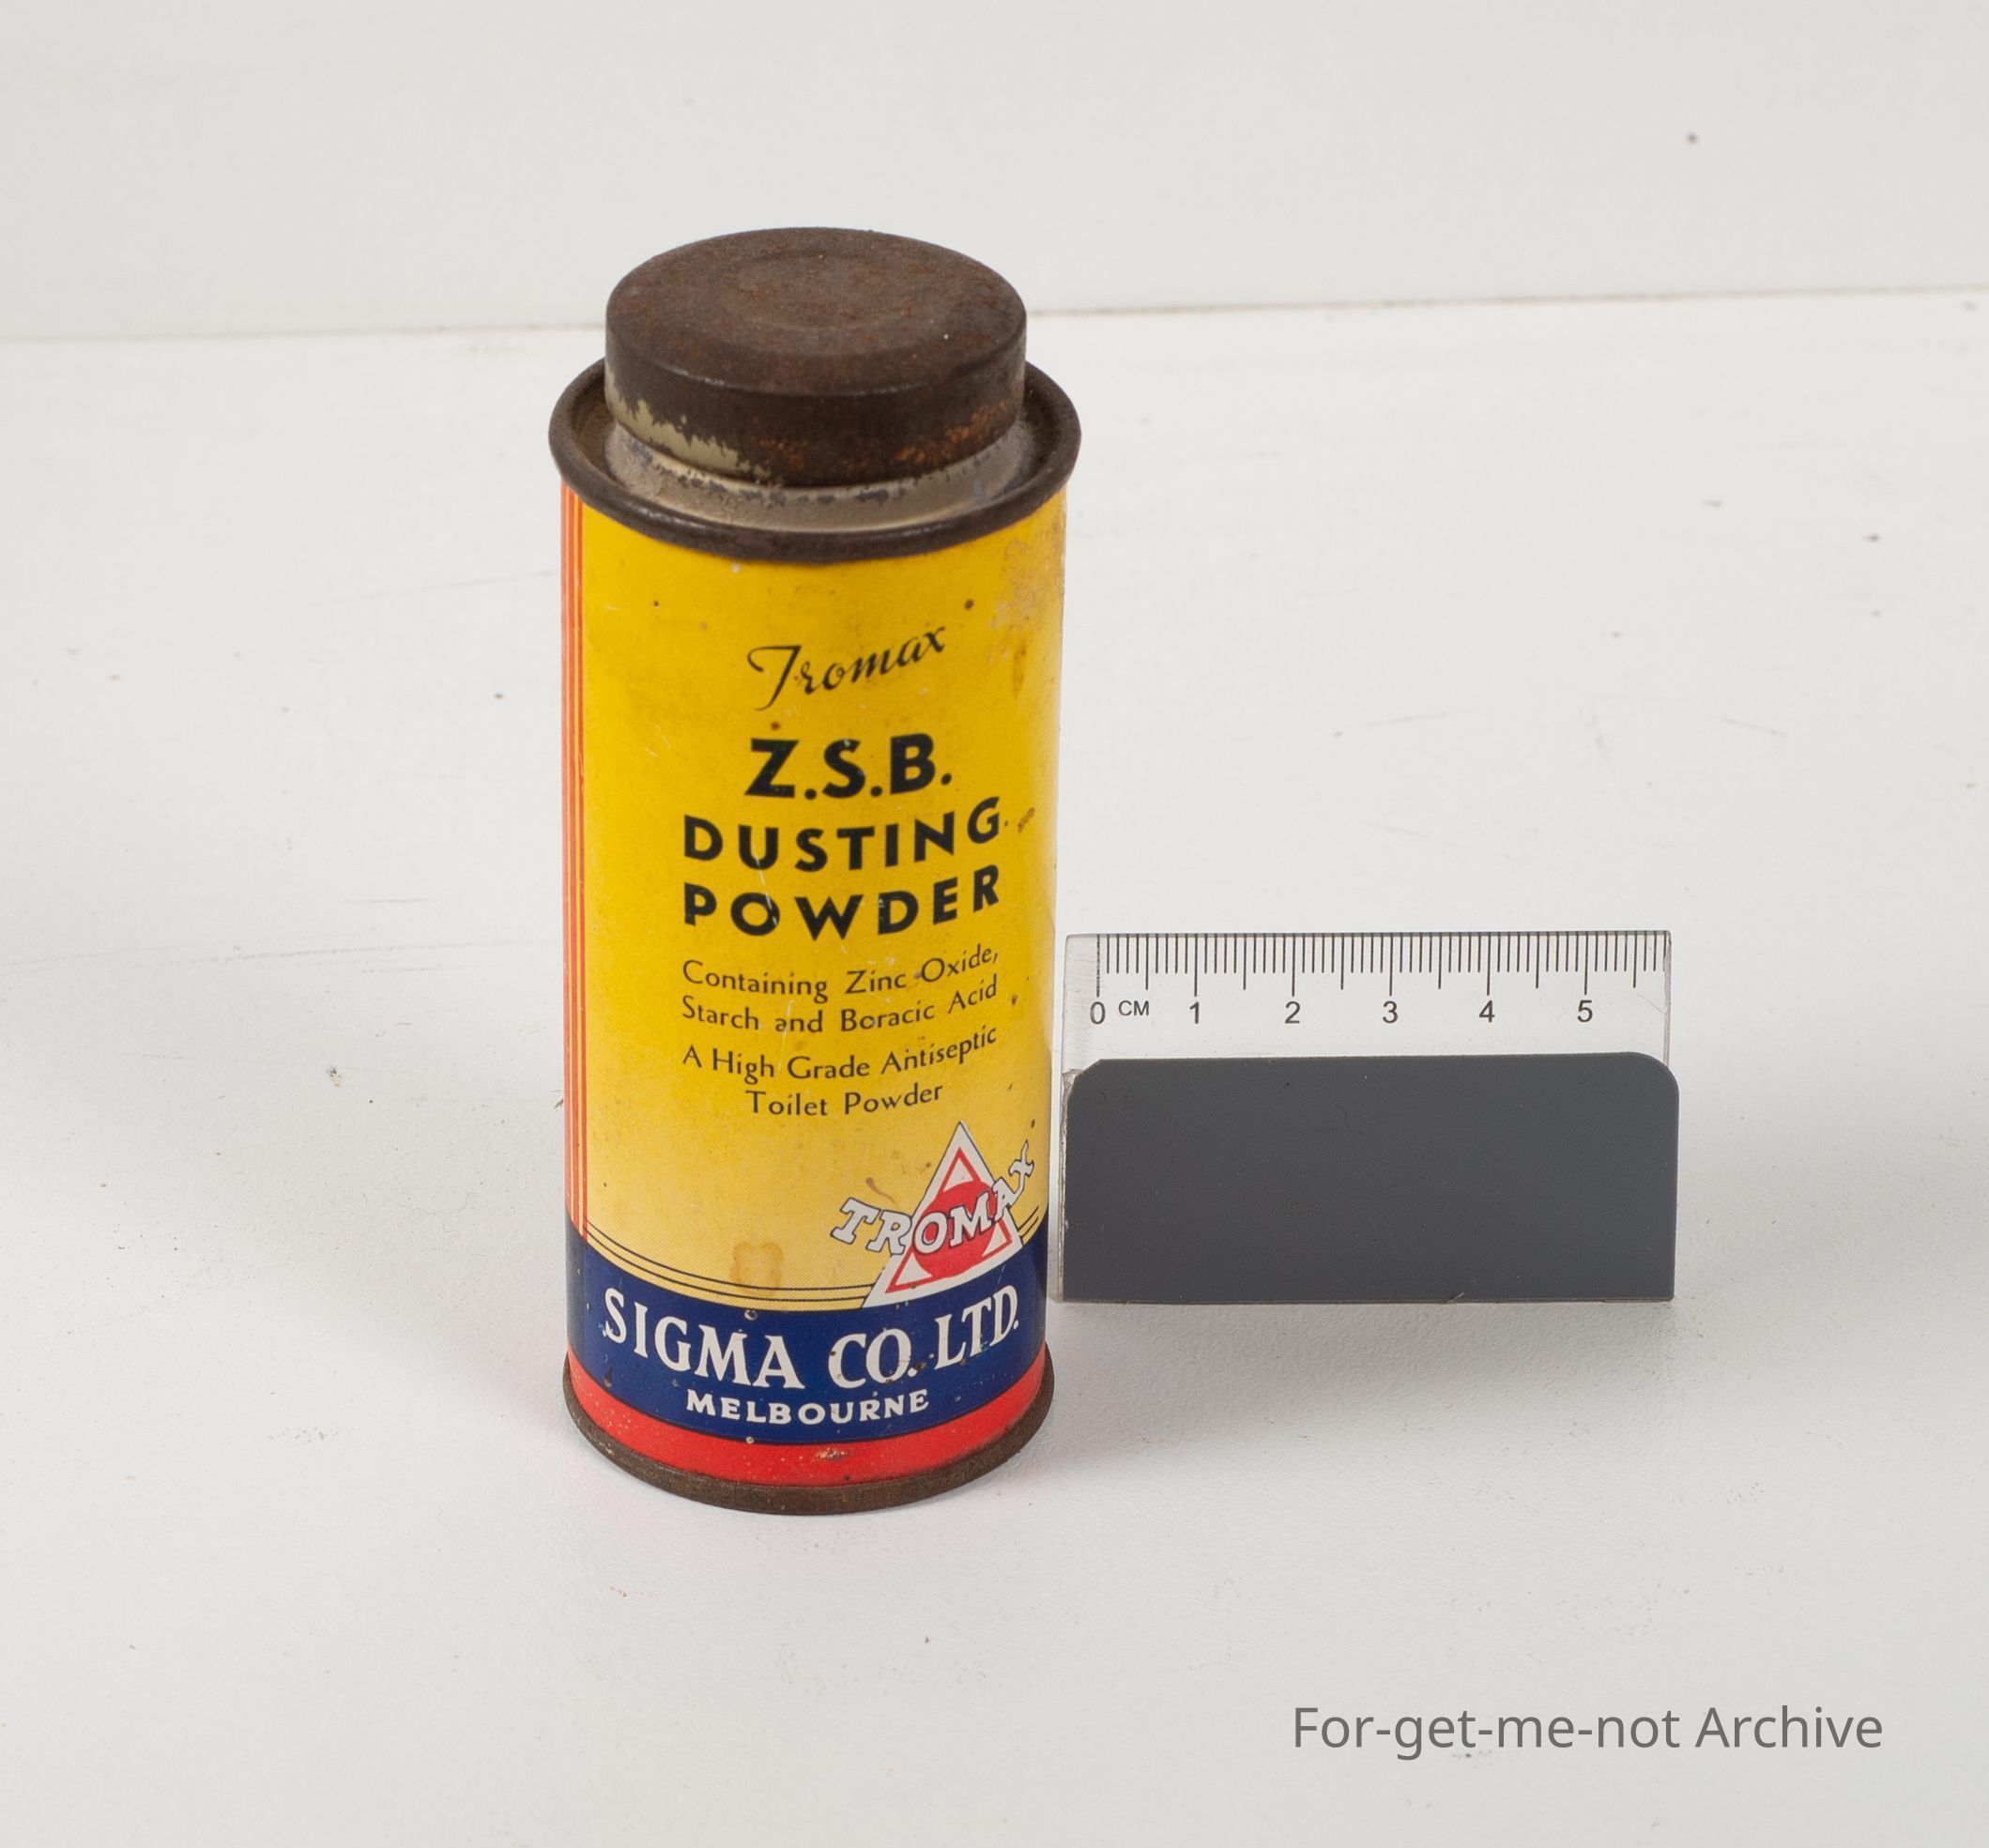 Tromax
Z.S.B.
DUSTING
POWDER
Containing Zinc Oxide,
Starch and Boracic Acid
A High Grade Antiseptic
Toilet Powder
TROMAX
SIGMA CO. LTD.
MELBOURNE
0 CM 1 2 3 4 5
For-get-me-not Archive